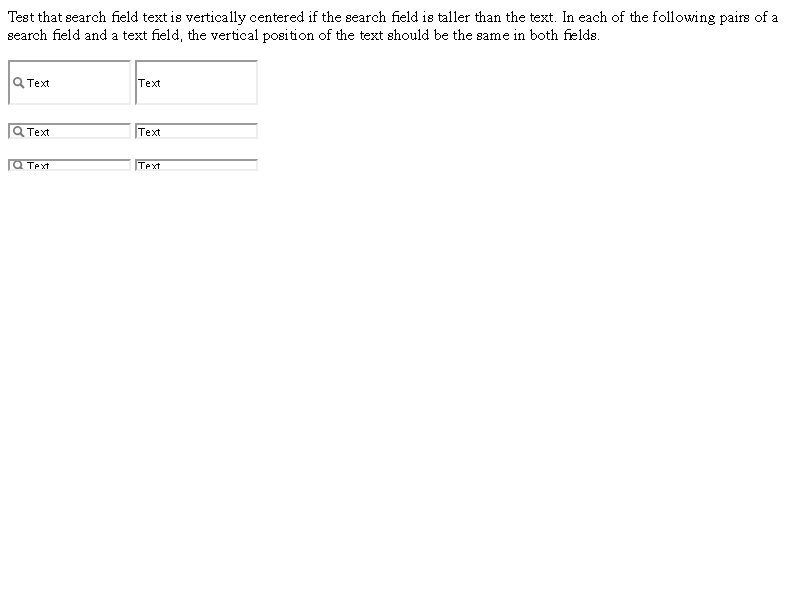 Test that search field text is vertically centered if the search field is taller than the text. In each of the following pairs of a
search field and a text field, the vertical position of the text should be the same in both fields.
Text Text
Text Text
Text Text